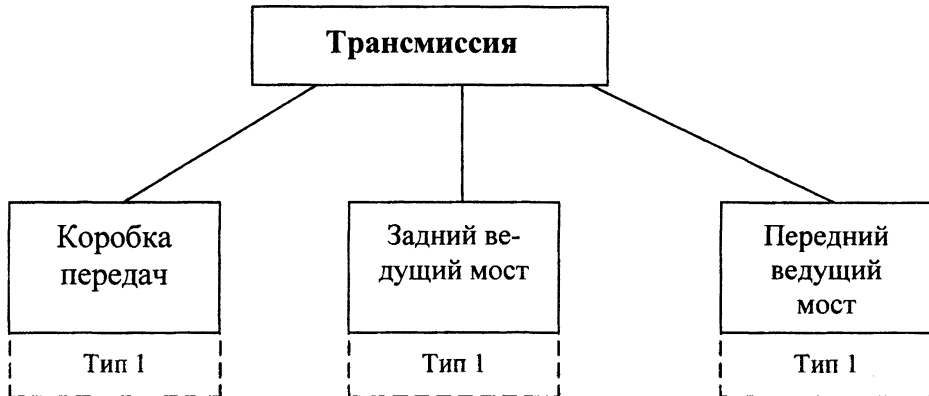 Трансмиссия
Коробка
передач
Задний ве-
дущий мост
Передний
ведущий
мост
Тип 1
Тип 1
Тип 1